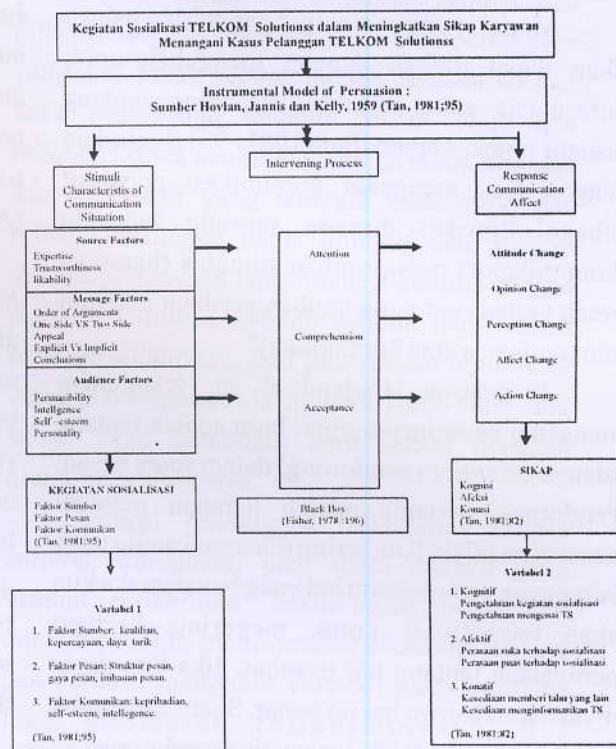 Kegiatan Sosialisasi TELKOM Solutionss dalam Meningkatkan Sikap Karyawan
Menangani Kasus Pelanggan TELKOM Solutionss
Instrumental Model of Persuasion :
Sumber Hovlan, Jannis dan Kelly, 1959 (Tan, 1981;95)
Stimuli
Characteristic of
Communication
Situation
Intervening Process
Response
Communication
Affect
Source Factors
Expertise
Trustworthiness
likability
Message Factors
Order of Arguments
One Side VS Two Side
Appeal
Explicit Vs Implicit
Conclusions
Audience Factors
Persuasibility
Intellgence
Self –esteem
Personality
Attention
Comprehension
Acceptance
Attitude Change
Opinion Change
Perception Change
Affect Change
Action Change
KEGIATAN SOSIALISASI
Faktor Sumber
Faktor Pesan
Faktor Komunikan
((Tan, 1981;95)
Black Box
(Fisher, 1978 :196)
SIKAP
Kognisi
Afeksi
Konasi
(Tan, 1981;82)
Variabel 1
1. Faktor Sumber: keahlian,
kepercayaan, daya tarik
2. Faktor Pesan: Struktur pesan,
gaya pesan, imbauan pesan.
3. Faktor Komunikan: kepribadian,
self-esteem, intellegence.
(Tan, 1981;95)
Variabel 2
1. Kognitif
Pengetahuan kegiatan sosialisasi
Pengetahuan mengenai TS
2. Afektif
Perasaan suka terhadap sosialisasi
Perasaan puas terhadap sosialisasi
3. Konatif
Kesediaan memberi tahu yang lain
Kesediaan menginformasikan TS
(Tan, 1981;82)